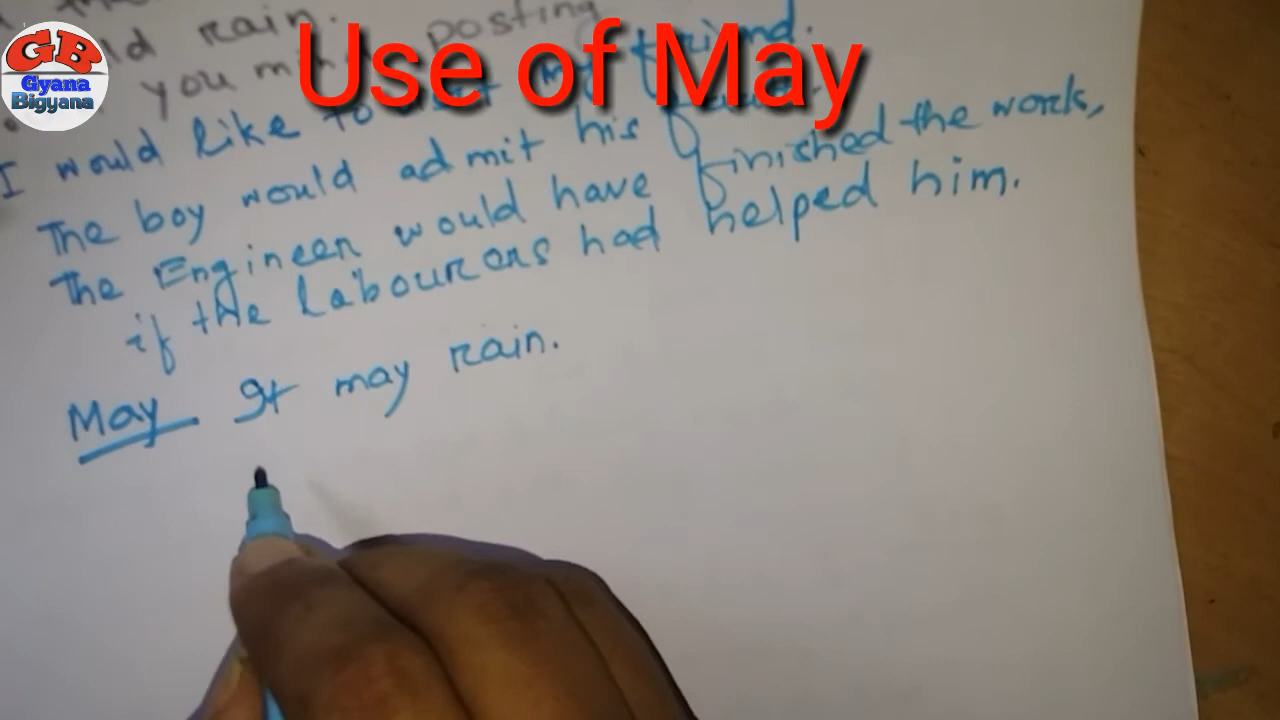 GB
Gyana
Bigyana
Use of May
rain.
you posting
I would like to my friend.
The boy would admit his
The Engineer would have finished the work,
if the Labourers had helped him.
May It may rain.